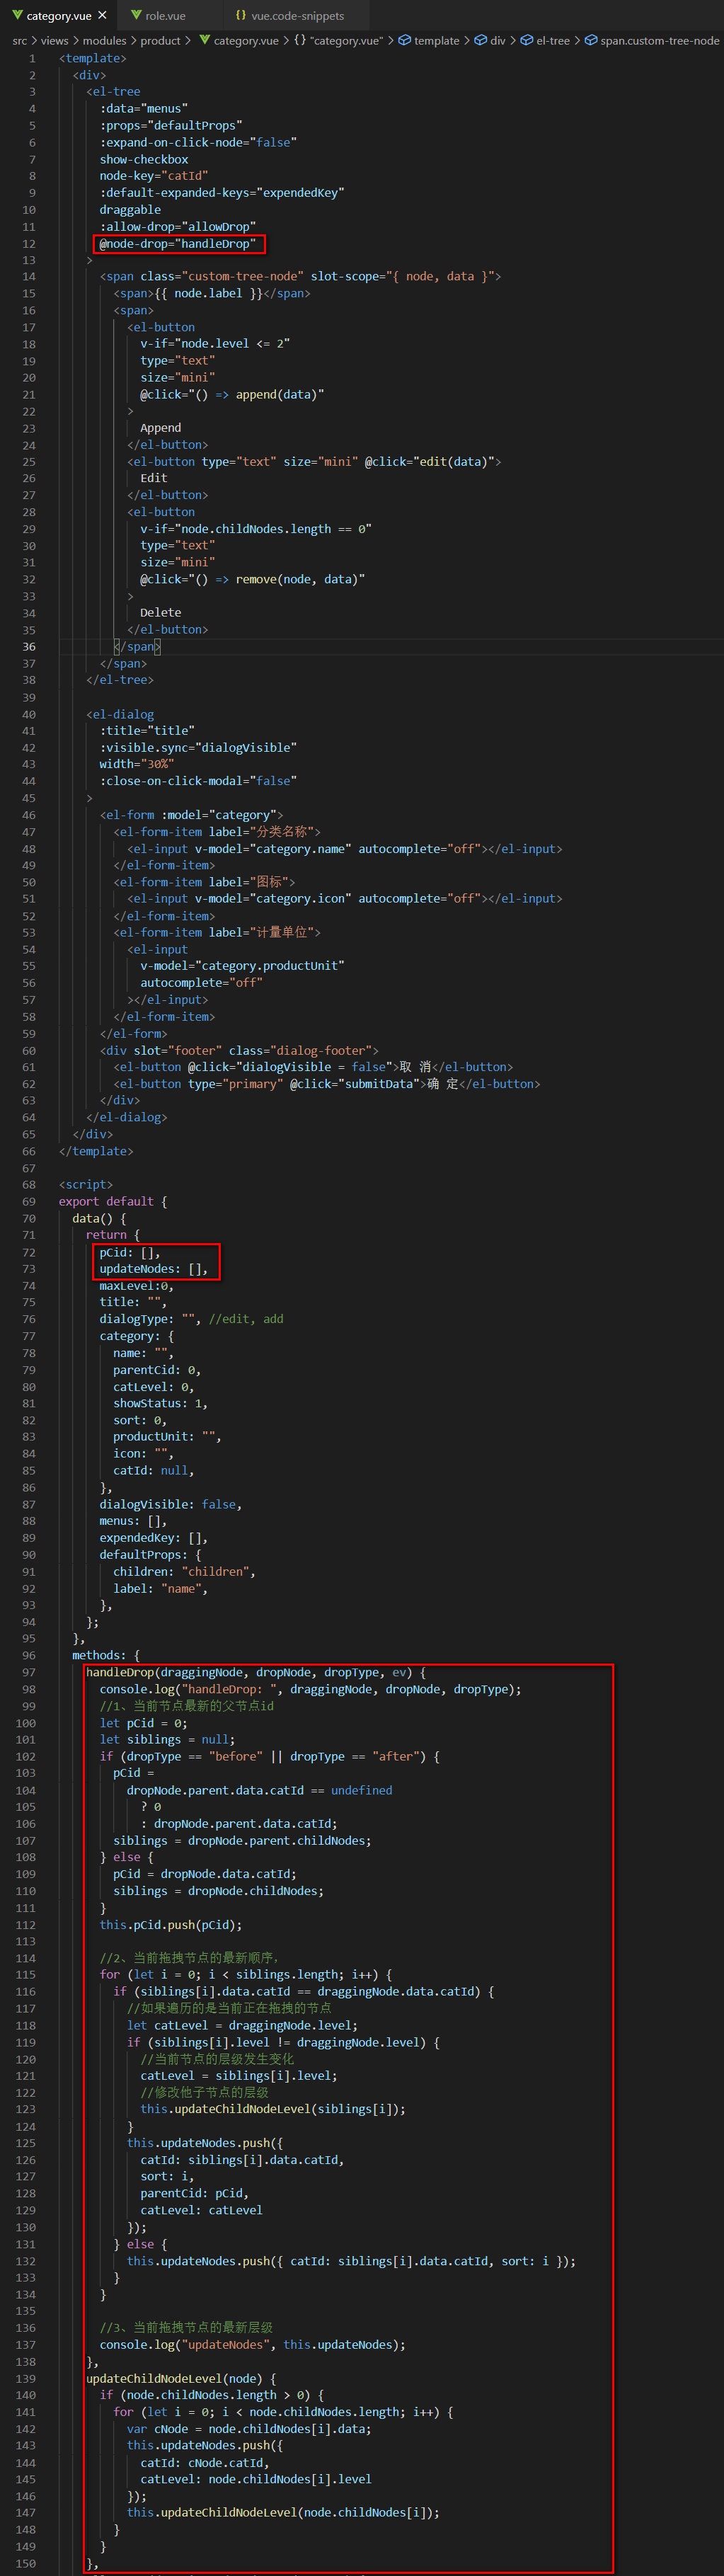 category.vue × role.vue {} vue.code-snippets
src > views > modules > product > category.vue > {} "category.vue" > template > div > el-tree > span.custom-tree-node
1 <template>
2 <div>
3 <el-tree
4 :data="menus"
5 :props="defaultProps"
6 :expand-on-click-node="false"
7 show-checkbox
8 node-key="catId"
9 :default-expanded-keys="expendedKey"
10 draggable
11 :allow-drop="allowDrop"
12 @node-drop="handleDrop"
13 >
14 <span class="custom-tree-node" slot-scope="{ node, data }">
15 <span>{{ node.label }}</span>
16 <span>
17 <el-button
18 v-if="node.level <= 2"
19 type="text"
20 size="mini"
21 @click="() => append(data)"
22 >
23 Append
24 </el-button>
25 <el-button type="text" size="mini" @click="edit(data)">
26 Edit
27 </el-button>
28 <el-button
29 v-if="node.childNodes.length == 0"
30 type="text"
31 size="mini"
32 @click="() => remove(node, data)"
33 >
34 Delete
35 </el-button>
36 </span>
37 </span>
38 </el-tree>
39
40 <el-dialog
41 :title="title"
42 :visible.sync="dialogVisible"
43 width="30%"
44 :close-on-click-modal="false"
45 >
46 <el-form :model="category">
47 <el-form-item label="分类名称">
48 <el-input v-model="category.name" autocomplete="off"></el-input>
49 </el-form-item>
50 <el-form-item label="图标">
51 <el-input v-model="category.icon" autocomplete="off"></el-input>
52 </el-form-item>
53 <el-form-item label="计量单位">
54 <el-input
55 v-model="category.productUnit"
56 autocomplete="off"
57 ></el-input>
58 </el-form-item>
59 </el-form>
60 <div slot="footer" class="dialog-footer">
61 <el-button @click="dialogVisible = false">取 消</el-button>
62 <el-button type="primary" @click="submitData">确 定</el-button>
63 </div>
64 </el-dialog>
65 </div>
66 </template>
67
68 <script>
69 export default {
70 data() {
71 return {
72 pCid: [],
73 updateNodes: [],
74 maxLevel:0,
75 title: "",
76 dialogType: "", //edit, add
77 category: {
78 name: "",
79 parentCid: 0,
80 catLevel: 0,
81 showStatus: 1,
82 sort: 0,
83 productUnit: "",
84 icon: "",
85 catId: null,
86 },
87 dialogVisible: false,
88 menus: [],
89 expendedKey: [],
90 defaultProps: {
91 children: "children",
92 label: "name",
93 },
94 };
95 },
96 methods: {
97 handleDrop(draggingNode, dropNode, dropType, ev) {
98 console.log("handleDrop: ", draggingNode, dropNode, dropType);
99 //1、当前节点最新的父节点id
100 let pCid = 0;
101 let siblings = null;
102 if (dropType == "before" || dropType == "after") {
103 pCid =
104 dropNode.parent.data.catId == undefined
105 ? 0
106 : dropNode.parent.data.catId;
107 siblings = dropNode.parent.childNodes;
108 } else {
109 pCid = dropNode.data.catId;
110 siblings = dropNode.childNodes;
111 }
112 this.pCid.push(pCid);
113
114 //2、当前拖拽节点的最新顺序，
115 for (let i = 0; i < siblings.length; i++) {
116 if (siblings[i].data.catId == draggingNode.data.catId) {
117 //如果遍历的是当前正在拖拽的节点
118 let catLevel = draggingNode.level;
119 if (siblings[i].level != draggingNode.level) {
120 //当前节点的层级发生变化
121 catLevel = siblings[i].level;
122 //修改他子节点的层级
123 this.updateChildNodeLevel(siblings[i]);
124 }
125 this.updateNodes.push({
126 catId: siblings[i].data.catId,
127 sort: i,
128 parentCid: pCid,
129 catLevel: catLevel
130 });
131 } else {
132 this.updateNodes.push({ catId: siblings[i].data.catId, sort: i });
133 }
134 }
135
136 //3、当前拖拽节点的最新层级
137 console.log("updateNodes", this.updateNodes);
138 },
139 updateChildNodeLevel(node) {
140 if (node.childNodes.length > 0) {
141 for (let i = 0; i < node.childNodes.length; i++) {
142 var cNode = node.childNodes[i].data;
143 this.updateNodes.push({
144 catId: cNode.catId,
145 catLevel: node.childNodes[i].level
146 });
147 this.updateChildNodeLevel(node.childNodes[i]);
148 }
149 }
150 },